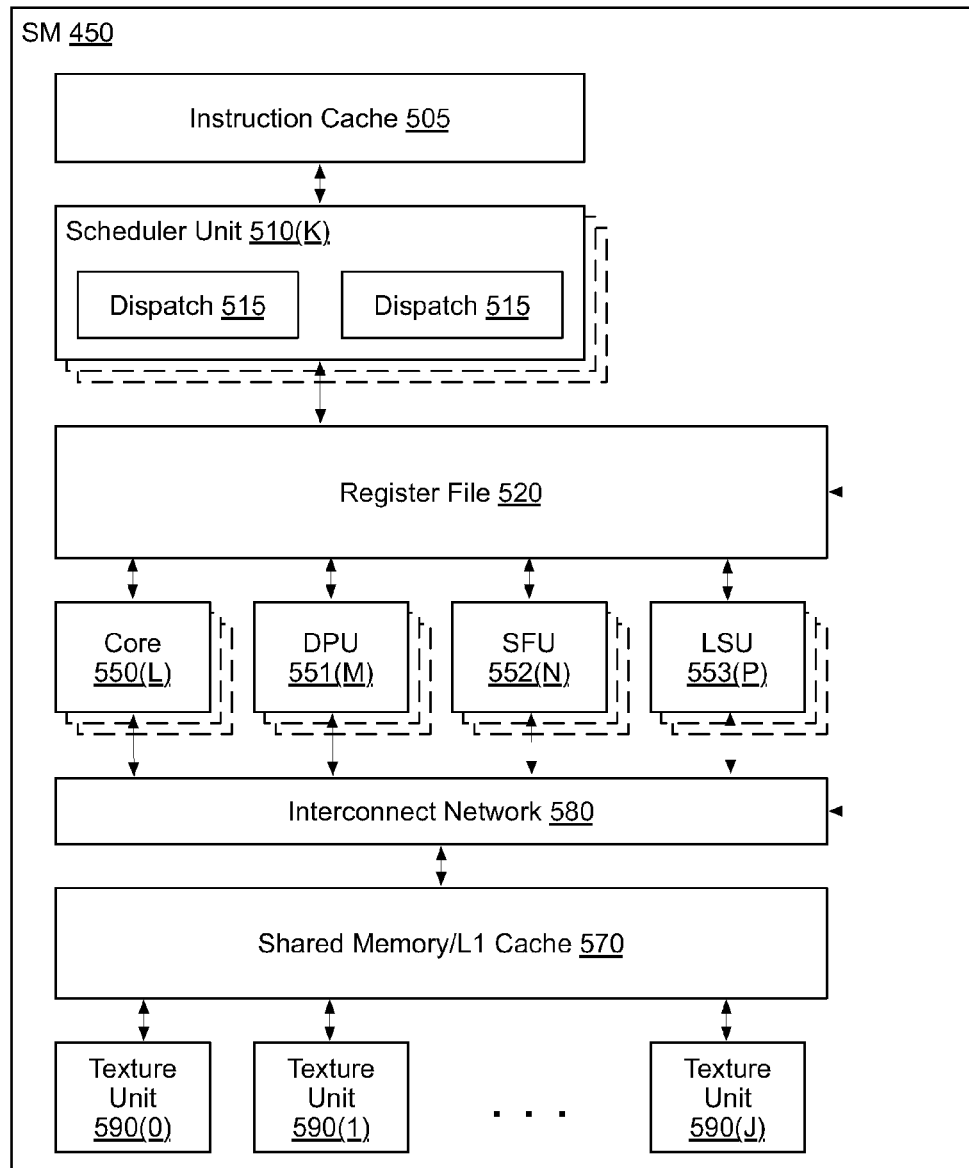 SM 450
Instruction Cache 505
Scheduler Unit 510(K)
Dispatch 515
Dispatch 515
Register File 520
Core
550(L)
DPU
551(M)
SFU
552(N)
LSU
553(P)
Interconnect Network 580
Shared Memory/L1 Cache 570
Texture
Unit
590(0)
Texture
Unit
590(1)
. . .
Texture
Unit
590(J)